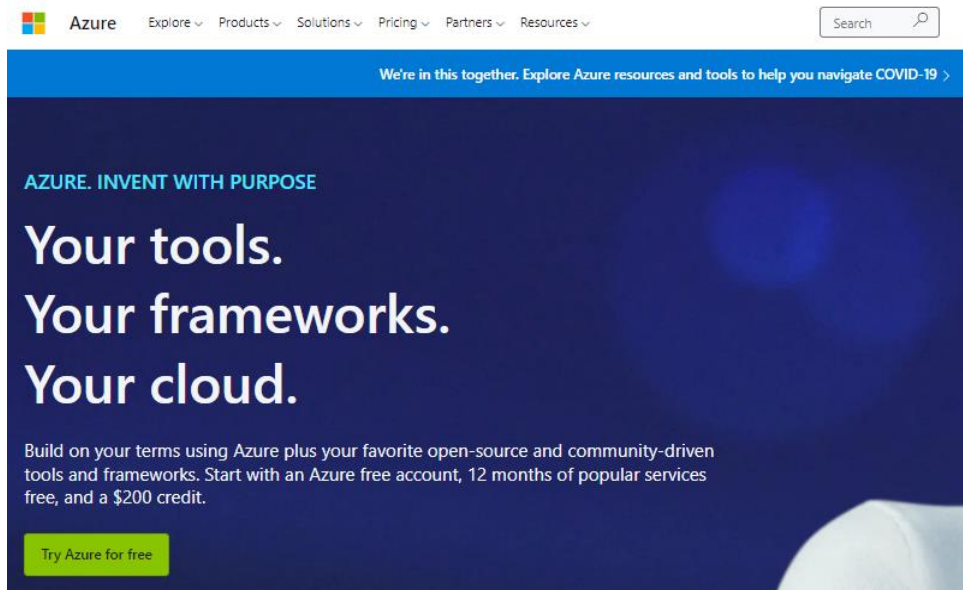 Azure Explore Products Solutions Pricing Partners Resources Search
We're in this together. Explore Azure resources and tools to help you navigate COVID-19 >
AZURE. INVENT WITH PURPOSE
Your tools.
Your frameworks.
Your cloud.
Build on your terms using Azure plus your favorite open-source and community-driven
tools and frameworks. Start with an Azure free account, 12 months of popular services
free, and a $200 credit.
Try Azure for free